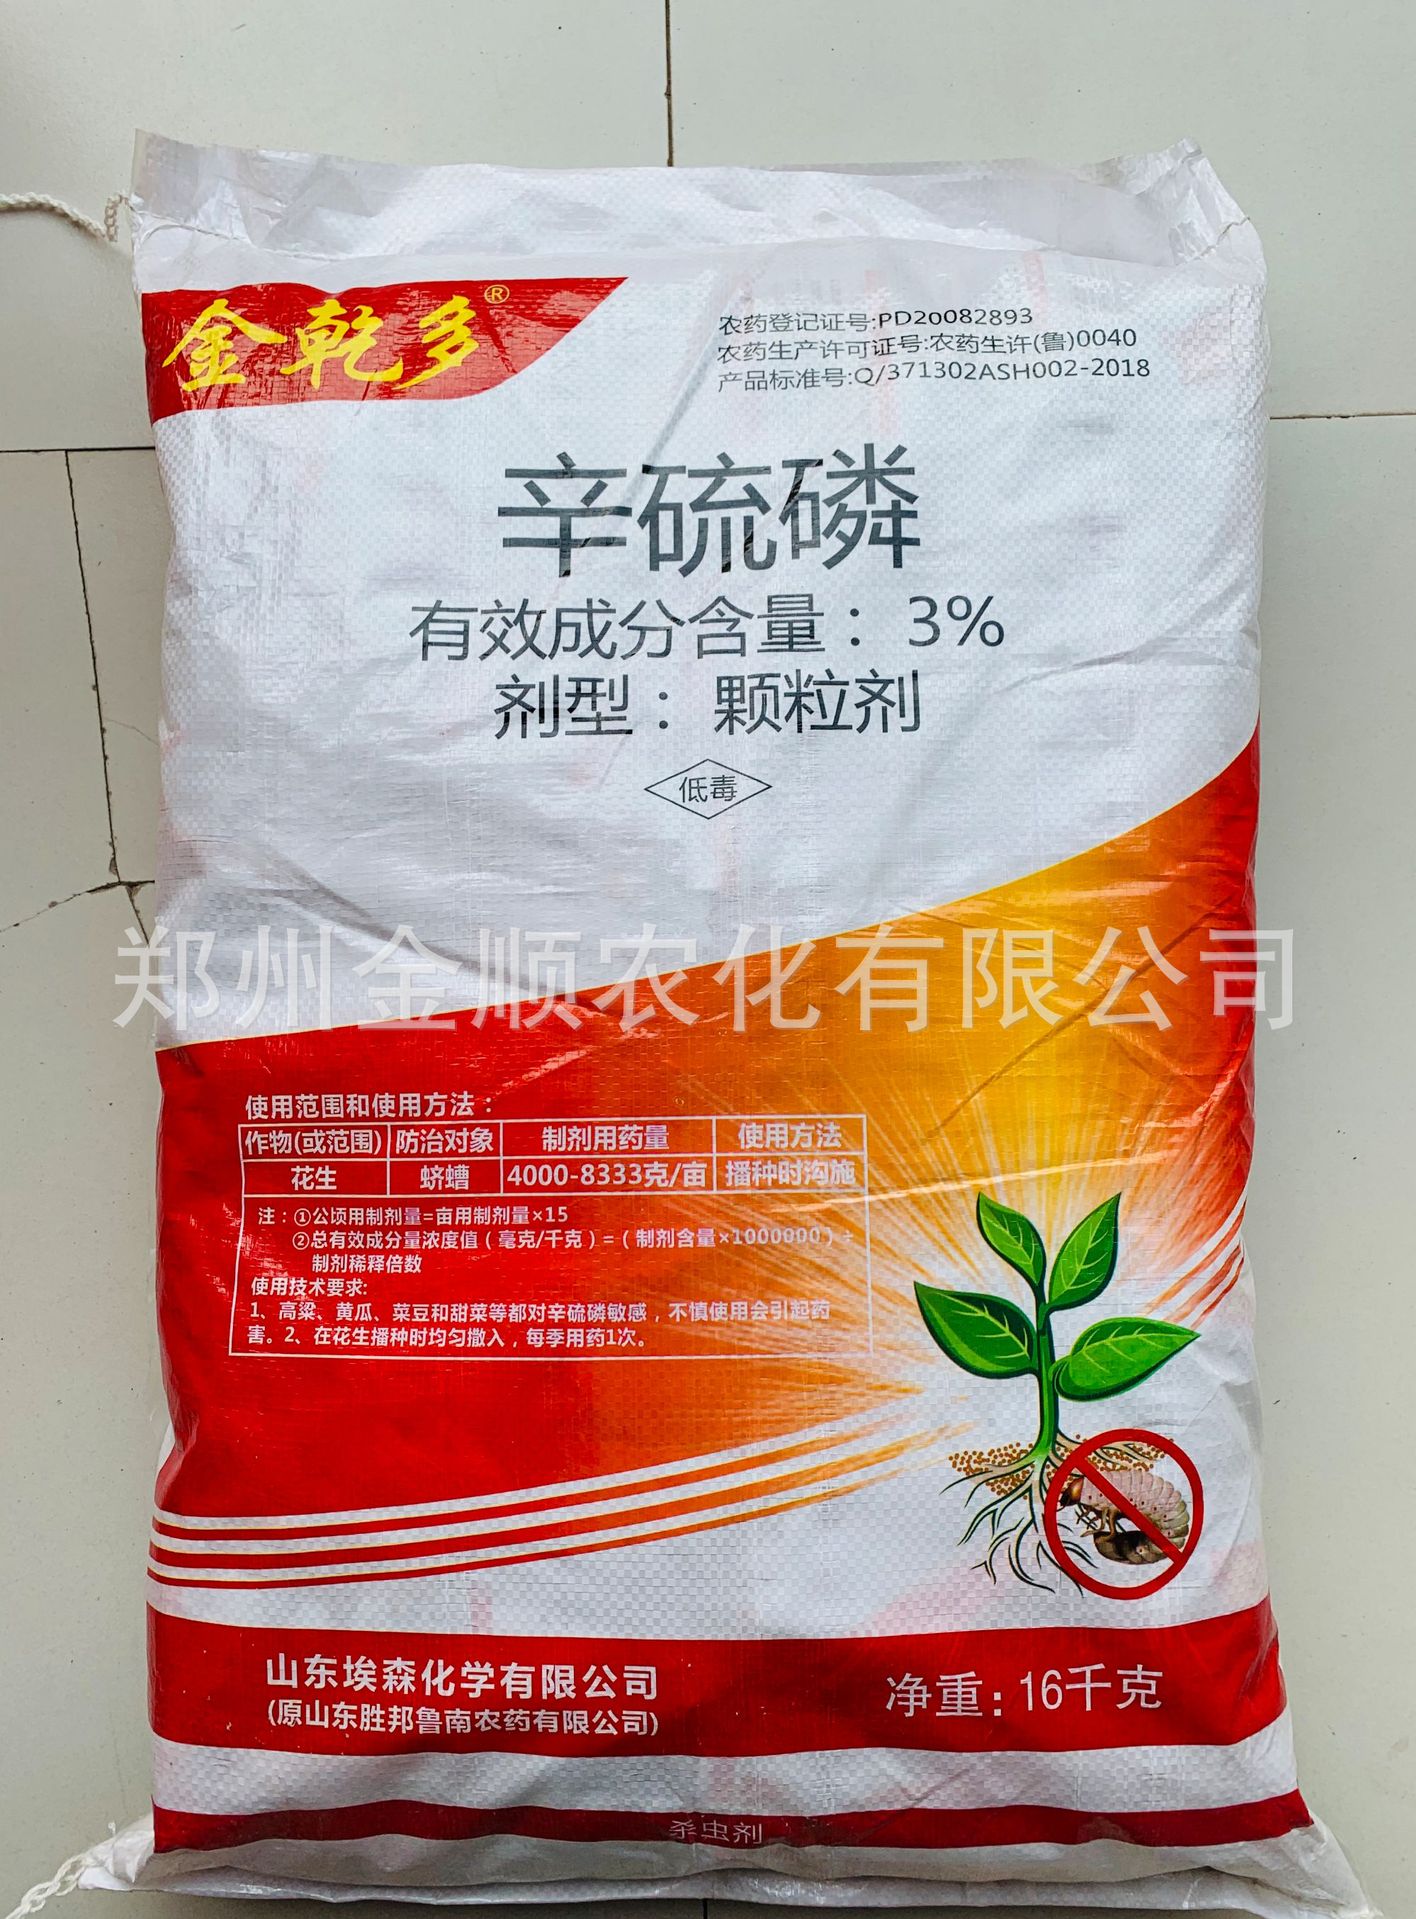 金乾多®
农药登记证号:PD20082893
农药生产许可证号:农药生许(鲁)0040
产品标准号:Q/371302ASH002-2018
辛硫磷
有效成分含量：3%
剂型：颗粒剂
低毒
郑州金顺农化有限公司
使用范围和使用方法：
作物(或范围) 防治对象 制剂用药量 使用方法
花生 蛴螬 4000-8333克/亩 播种时沟施
注：①公顷用制剂量=亩用制剂量×15
②总有效成分量浓度值（毫克/千克）=（制剂含量×1000000）÷
制剂稀释倍数
使用技术要求:
1、高粱、黄瓜、菜豆和甜菜等都对辛硫磷敏感，不慎使用会引起药
害。2、在花生播种时均匀撒入，每季用药1次。
山东埃森化学有限公司
(原山东胜邦鲁南农药有限公司)
净重：16千克
杀虫剂